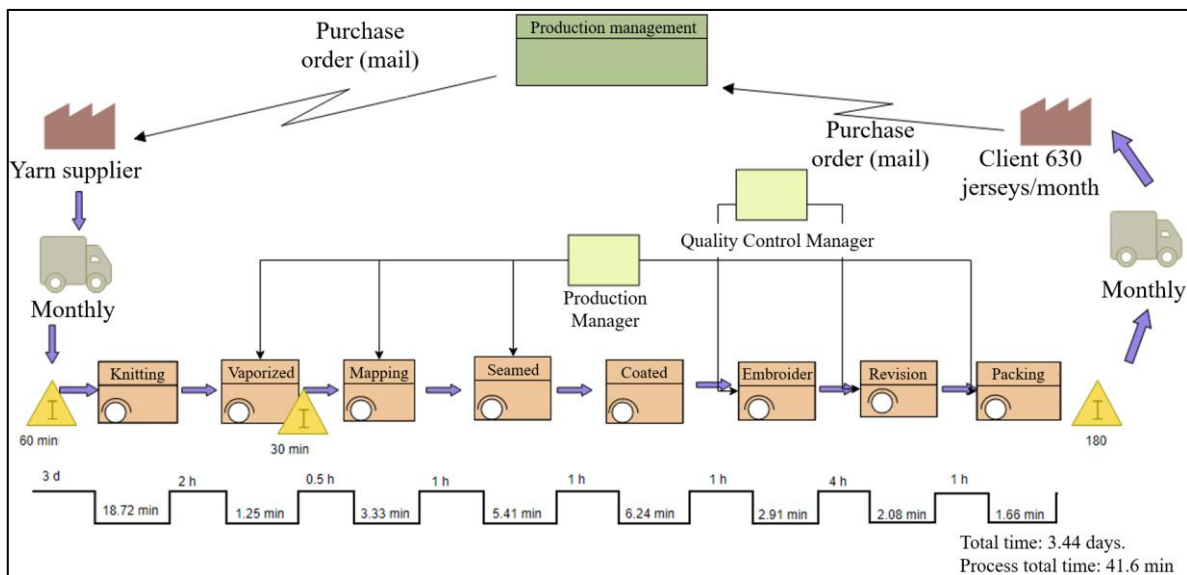 Production management
Purchase
order (mail)
Purchase
order (mail)
Yarn supplier
Client 630
jerseys/month
Quality Control Manager
Production
Manager
Monthly
Monthly
Knitting
Vaporized
Mapping
Seamed
Coated
Embroider
Revision
Packing
I
I
I
60 min
30 min
180
3 d
2 h
0.5 h
1 h
1 h
1 h
4 h
1 h
18.72 min
1.25 min
3.33 min
5.41 min
6.24 min
2.91 min
2.08 min
1.66 min
Total time: 3.44 days.
Process total time: 41.6 min